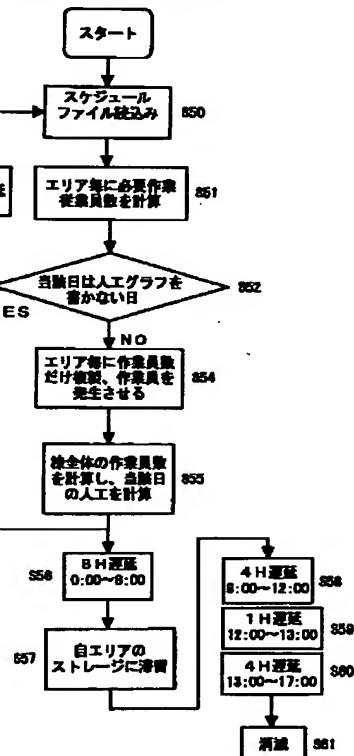 スタート
スケジュール
ファイル読込み
S50
エリア毎に必要作業
従業員数を計算
S51
当該日は人工グラフを
書かない日
S52
ES
NO
エリア毎に作業員数
だけ複製、作業員を
発生させる
S54
棟全体の作業員数
を計算し、当該日
の人工を計算
S55
8H遅延
0:00~8:00
S56
自エリアの
ストレージに滞留
S57
4H遅延
8:00~12:00
S58
1H遅延
12:00~13:00
S59
4H遅延
13:00~17:00
S60
消滅
S61